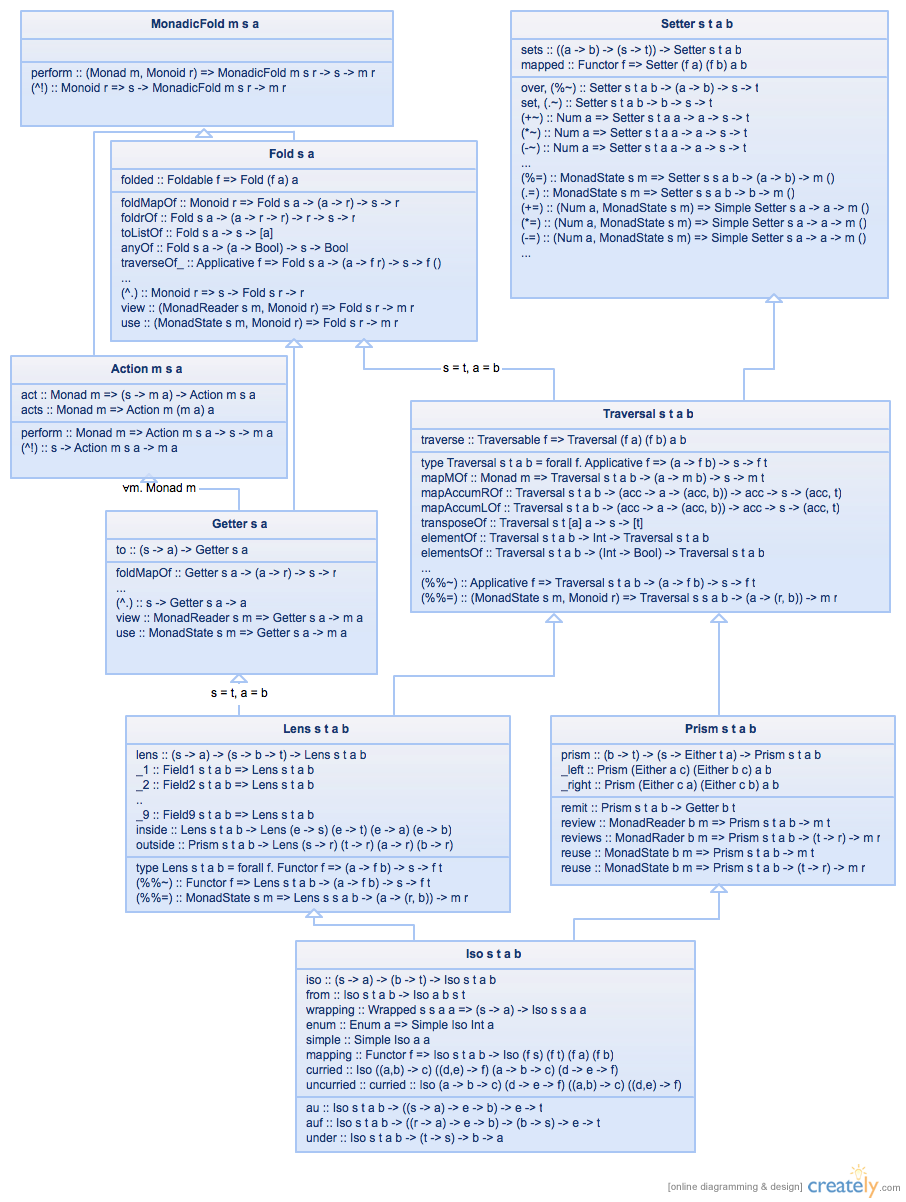 MonadicFold m s a
perform :: (Monad m, Monoid r) => MonadicFold m s r -> s -> m r
(^!) :: Monoid r => s -> MonadicFold m s r -> m r
Setter s t a b
sets :: ((a -> b) -> (s -> t)) -> Setter s t a b
mapped :: Functor f => Setter (f a) (f b) a b
over, (%~) :: Setter s t a b -> (a -> b) -> s -> t
set, (.~) :: Setter s t a b -> b -> s -> t
(+~) :: Num a => Setter s t a a -> a -> s -> t
(*~) :: Num a => Setter s t a a -> a -> s -> t
(-~) :: Num a => Setter s t a a -> a -> s -> t
...
(%=) :: MonadState s m => Setter s s a b -> (a -> b) -> m ()
(.=) :: MonadState s m => Setter s s a b -> b -> m ()
(+=) :: (Num a, MonadState s m) => Simple Setter s a -> a -> m ()
(*=) :: (Num a, MonadState s m) => Simple Setter s a -> a -> m ()
(-=) :: (Num a, MonadState s m) => Simple Setter s a -> a -> m ()
...
Fold s a
folded :: Foldable f => Fold (f a) a
foldMapOf :: Monoid r => Fold s a -> (a -> r) -> s -> r
foldrOf :: Fold s a -> (a -> r -> r) -> r -> s -> r
toListOf :: Fold s a -> s -> [a]
anyOf :: Fold s a -> (a -> Bool) -> s -> Bool
traverseOf_ :: Applicative f => Fold s a -> (a -> f r) -> s -> f ()
...
(^.) :: Monoid r => s -> Fold s r -> r
view :: (MonadReader s m, Monoid r) => Fold s r -> m r
use :: (MonadState s m, Monoid r) => Fold s r -> m r
Action m s a
act :: Monad m => (s -> m a) -> Action m s a
acts :: Monad m => Action m (m a) a
perform :: Monad m => Action m s a -> s -> m a
(^!) :: s -> Action m s a -> m a
s = t, a = b
∀m. Monad m
Traversal s t a b
traverse :: Traversable f => Traversal (f a) (f b) a b
type Traversal s t a b = forall f. Applicative f => (a -> f b) -> s -> f t
mapMOf :: Monad m => Traversal s t a b -> (a -> m b) -> s -> m t
mapAccumROf :: Traversal s t a b -> (acc -> a -> (acc, b)) -> acc -> s -> (acc, t)
mapAccumLOf :: Traversal s t a b -> (acc -> a -> (acc, b)) -> acc -> s -> (acc, t)
transposeOf :: Traversal s t [a] a -> s -> [t]
elementOf :: Traversal s t a b -> Int -> Traversal s t a b
elementsOf :: Traversal s t a b -> (Int -> Bool) -> Traversal s t a b
...
(%%~) :: Applicative f => Traversal s t a b -> (a -> f b) -> s -> f t
(%%=) :: (MonadState s m, Monoid r) => Traversal s s a b -> (a -> (r, b)) -> m r
Getter s a
to :: (s -> a) -> Getter s a
foldMapOf :: Getter s a -> (a -> r) -> s -> r
...
(^.) :: s -> Getter s a -> a
view :: MonadReader s m => Getter s a -> m a
use :: MonadState s m => Getter s a -> m a
s = t, a = b
Lens s t a b
lens :: (s -> a) -> (s -> b -> t) -> Lens s t a b
_1 :: Field1 s t a b => Lens s t a b
_2 :: Field2 s t a b => Lens s t a b
..
_9 :: Field9 s t a b => Lens s t a b
inside :: Lens s t a b -> Lens (e -> s) (e -> t) (e -> a) (e -> b)
outside :: Prism s t a b -> Lens (s -> r) (t -> r) (a -> r) (b -> r)
type Lens s t a b = forall f. Functor f => (a -> f b) -> s -> f t
(%%~) :: Functor f => Lens s t a b -> (a -> f b) -> s -> f t
(%%=) :: MonadState s m => Lens s s a b -> (a -> (r, b)) -> m r
Prism s t a b
prism :: (b -> t) -> (s -> Either t a) -> Prism s t a b
_left :: Prism (Either a c) (Either b c) a b
_right :: Prism (Either c a) (Either c b) a b
remit :: Prism s t a b -> Getter b t
review :: MonadReader b m => Prism s t a b -> m t
reviews :: MonadRader b m => Prism s t a b -> (t -> r) -> m r
reuse :: MonadState b m => Prism s t a b -> m t
reuse :: MonadState b m => Prism s t a b -> (t -> r) -> m r
Iso s t a b
iso :: (s -> a) -> (b -> t) -> Iso s t a b
from :: Iso s t a b -> Iso a b s t
wrapping :: Wrapped s s a a => (s -> a) -> Iso s s a a
enum :: Enum a => Simple Iso Int a
simple :: Simple Iso a a
mapping :: Functor f => Iso s t a b -> Iso (f s) (f t) (f a) (f b)
curried :: Iso ((a,b) -> c) ((d,e) -> f) (a -> b -> c) (d -> e -> f)
uncurried :: curried :: Iso (a -> b -> c) (d -> e -> f) ((a,b) -> c) ((d,e) -> f)
au :: Iso s t a b -> ((s -> a) -> e -> b) -> e -> t
auf :: Iso s t a b -> ((r -> a) -> e -> b) -> (b -> s) -> e -> t
under :: Iso s t a b -> (t -> s) -> b -> a
[online diagramming & design] creately.com